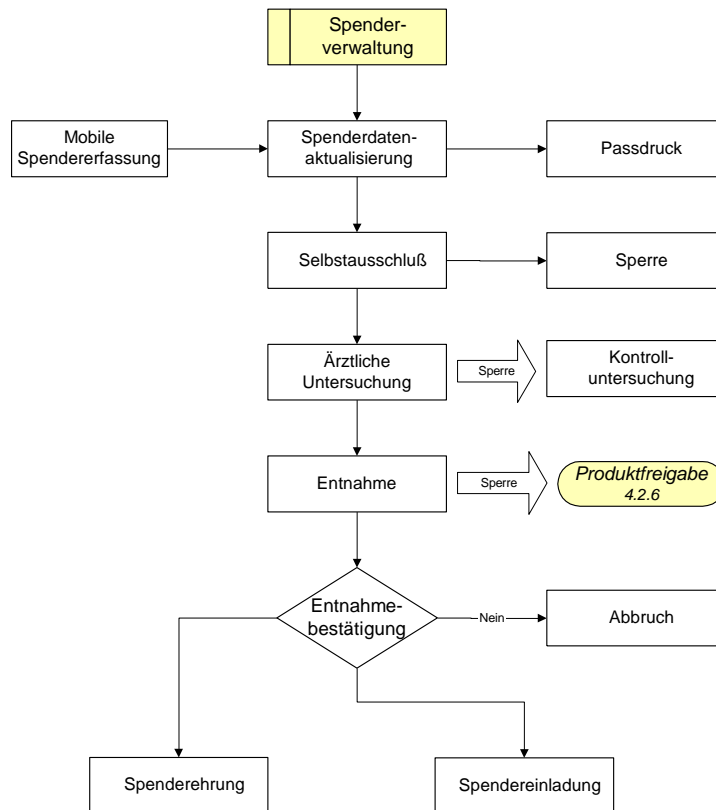 Spender-
verwaltung
Mobile
Spendererfassung
Spenderdaten-
aktualisierung
Passdruck
Selbstausschluß
Sperre
Ärztliche
Untersuchung
Sperre
Kontroll-
untersuchung
Entnahme
Sperre
Produktfreigabe
4.2.6
Entnahme-
bestätigung
Nein
Abbruch
Spenderehrung
Spendereinladung